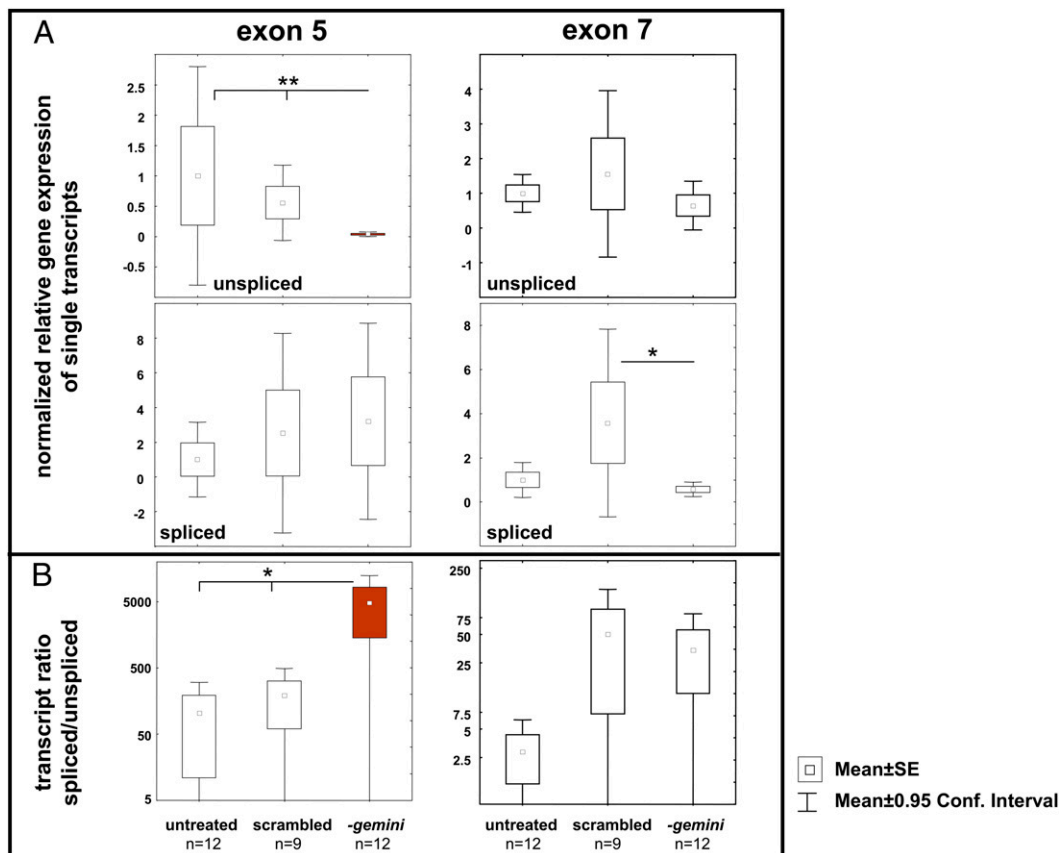 A
exon 5
exon 7
normalized relative gene expression
of single transcripts
2.5
2
1.5
1
0.5
0
-0.5
**
unspliced
4
3
2
1
0
-1
unspliced
8
6
4
2
0
-2
spliced
8
6
4
2
0
*
spliced
B
transcript ratio
spliced/unspliced
5000
500
50
5
*
250
75
50
25
7.5
5
2.5
untreated scrambled -gemini
n=12 n=9 n=12
untreated scrambled -gemini
n=12 n=9 n=12
Mean±SE
Mean±0.95 Conf. Interval